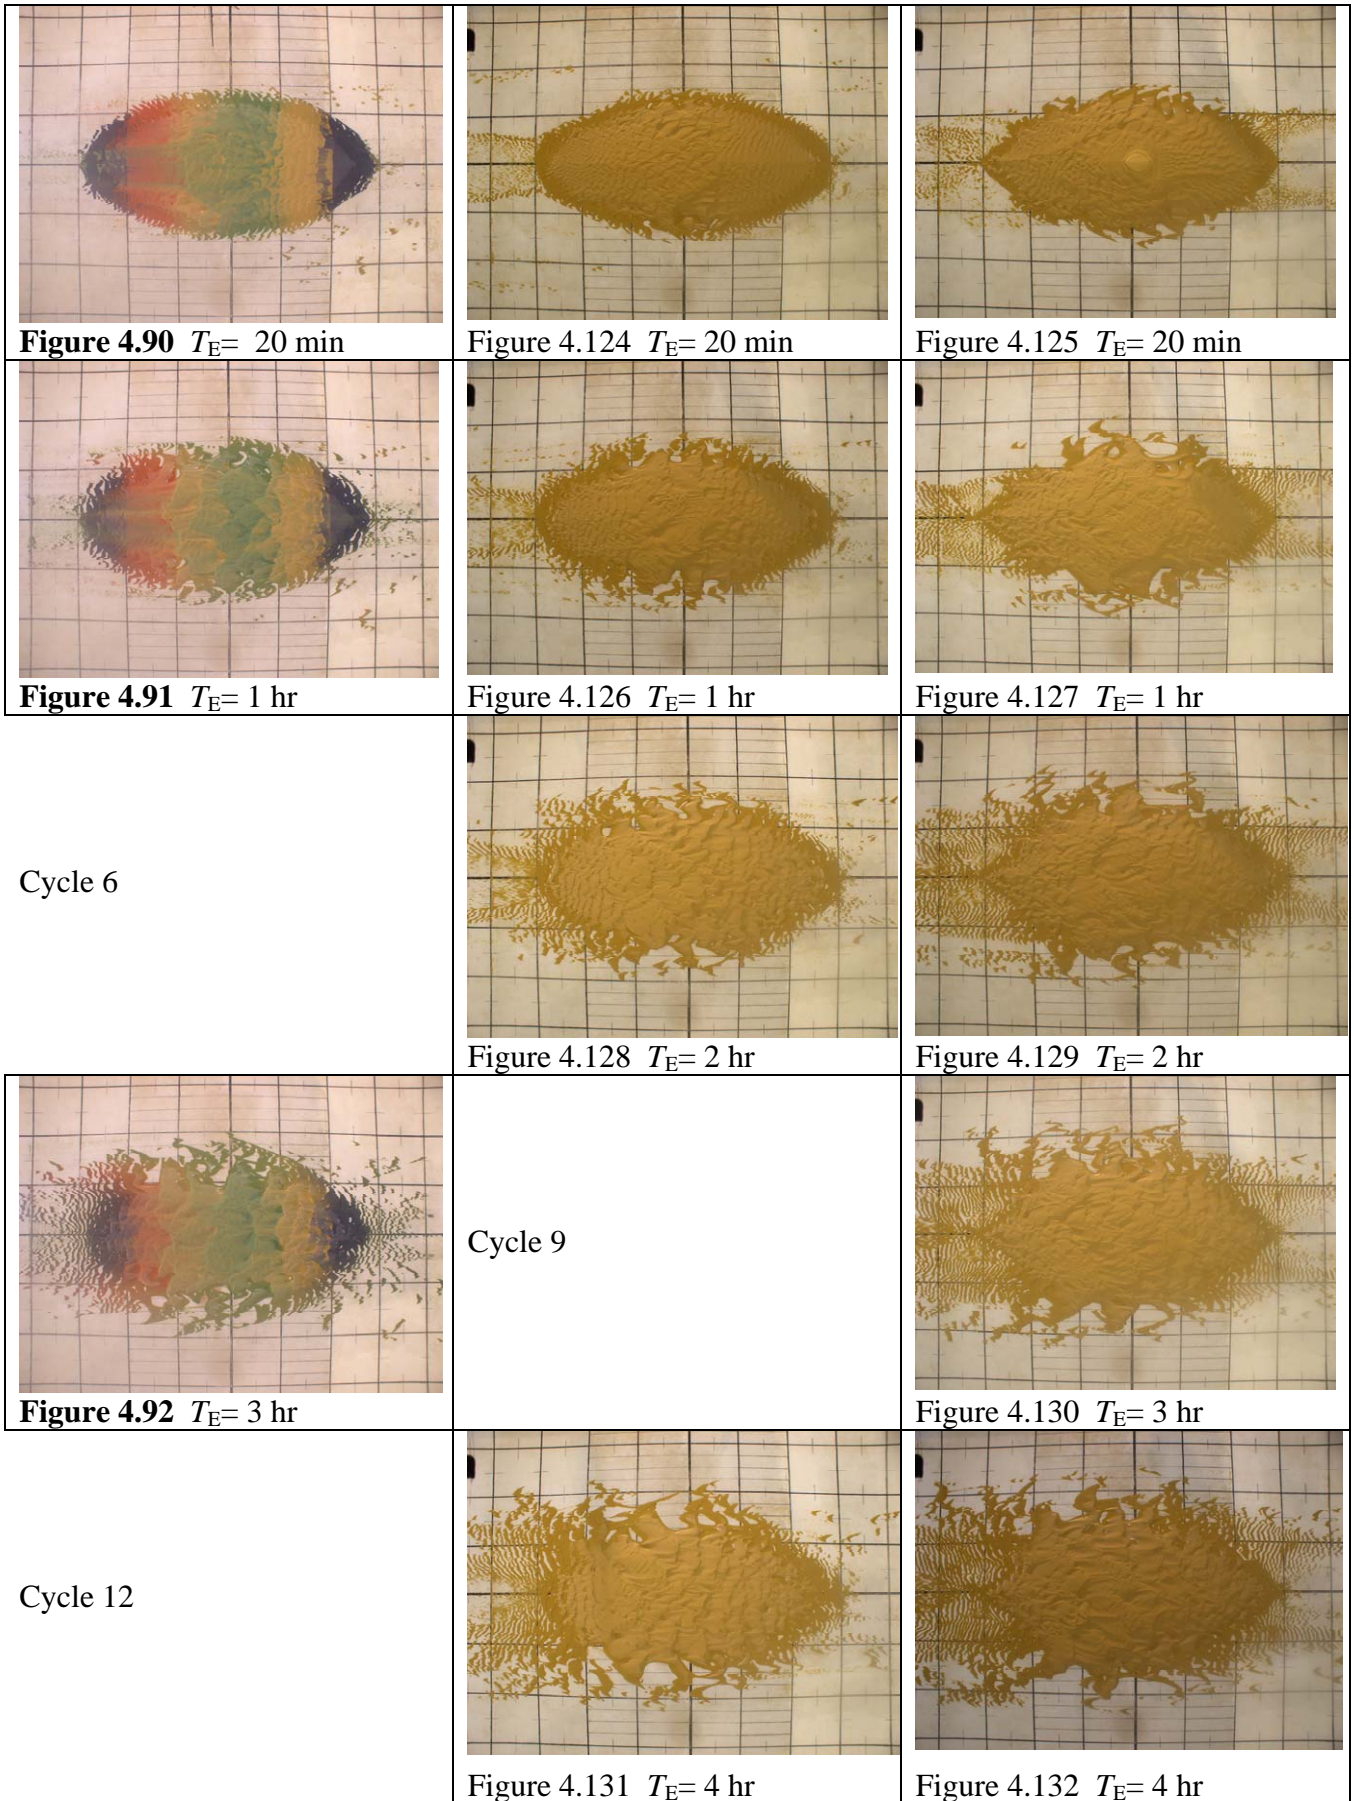 Figure 4.90 TE= 20 min
Figure 4.124 TE= 20 min
Figure 4.125 TE= 20 min
Figure 4.91 TE= 1 hr
Figure 4.126 TE= 1 hr
Figure 4.127 TE= 1 hr
Cycle 6
Figure 4.128 TE= 2 hr
Figure 4.129 TE= 2 hr
Figure 4.92 TE= 3 hr
Cycle 9
Figure 4.130 TE= 3 hr
Cycle 12
Figure 4.131 TE= 4 hr
Figure 4.132 TE= 4 hr